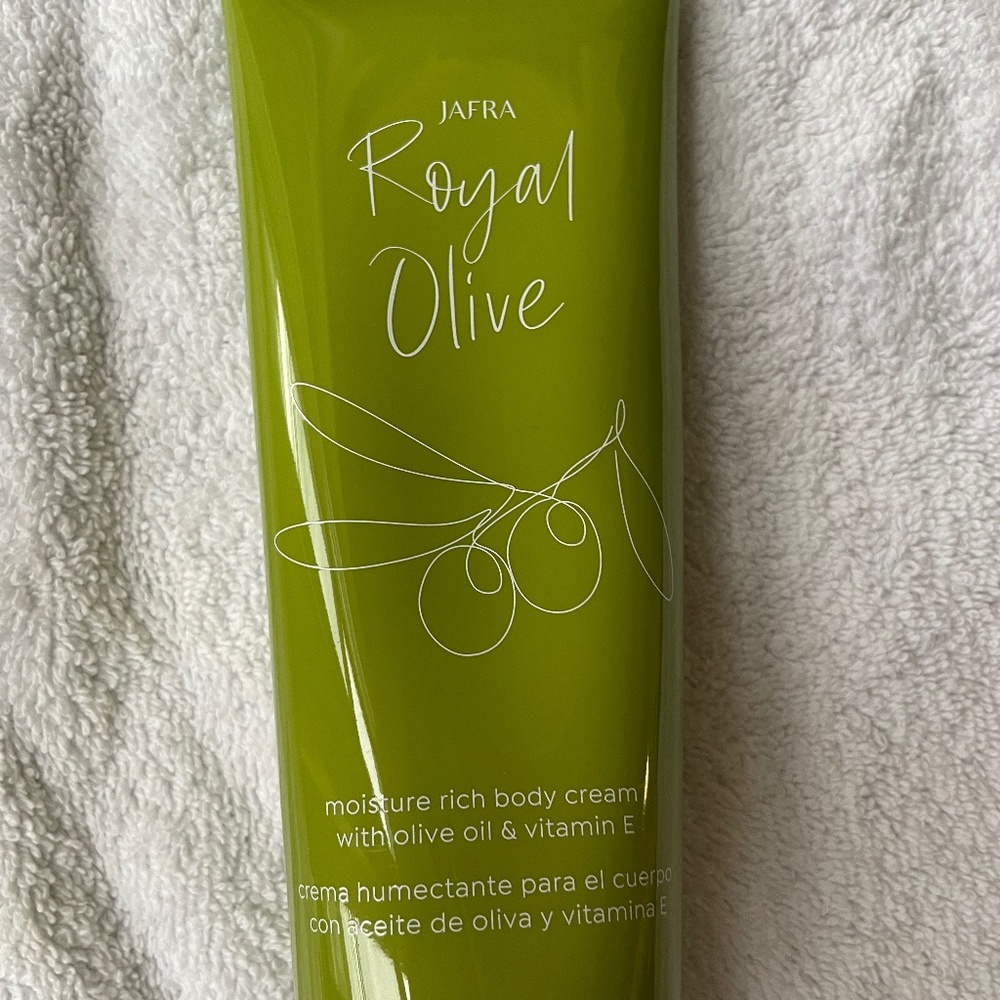 JAFRA
Royal
Olive
moisture rich body cream
with olive oil & vitamin E
crema humectante para el cuerpo
con aceite de oliva y vitamina E